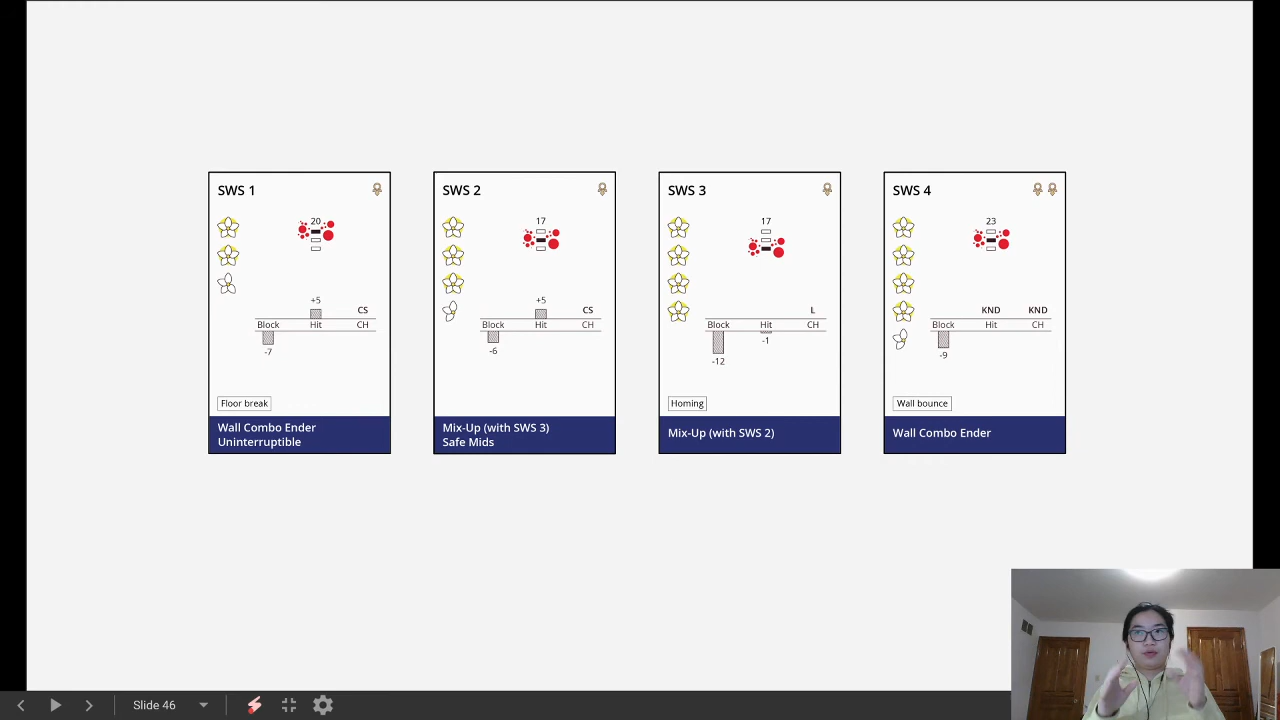 SWS 1
20
+5
CS
Block Hit CH
-7
Floor break
Wall Combo Ender
Uninterruptible
SWS 2
17
+5
CS
Block Hit CH
-6
Mix-Up (with SWS 3)
Safe Mids
SWS 3
17
L
Block Hit CH
-1
-12
Homing
Mix-Up (with SWS 2)
SWS 4
23
KND KND
Block Hit CH
-9
Wall bounce
Wall Combo Ender
Slide 46